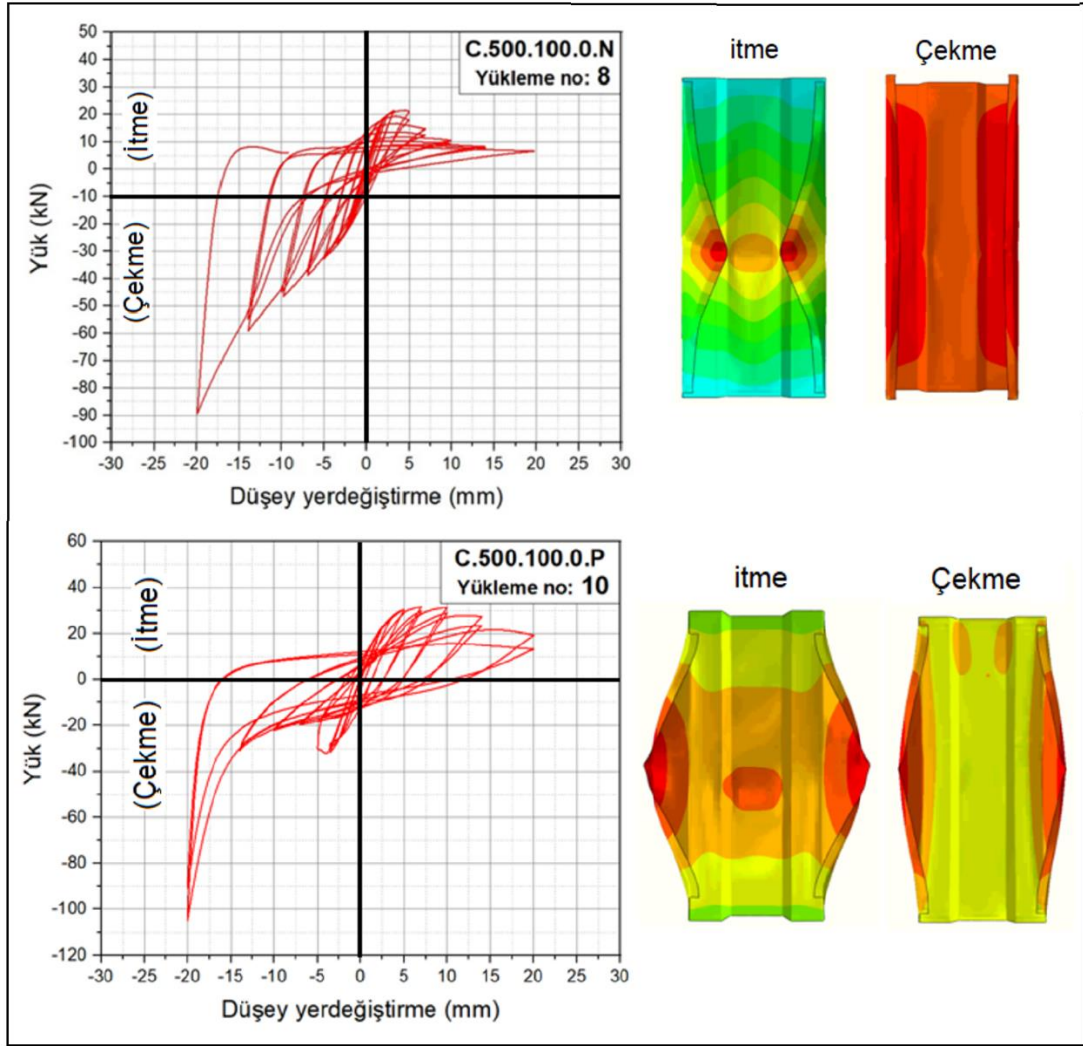 C.500.100.0.N
Yükleme no: 8
itme
Çekme
50
40
30
20
10
0
-10
-20
-30
-40
-50
-60
-70
-80
-90
-100
Yük (kN)
(İtme)
(Çekme)
-30 -25 -20 -15 -10 -5 0 5 10 15 20 25 30
Düşey yerdeğiştirme (mm)
C.500.100.0.P
Yükleme no: 10
itme
Çekme
60
40
20
0
-20
-40
-60
-80
-100
-120
Yük (kN)
(İtme)
(Çekme)
-30 -25 -20 -15 -10 -5 0 5 10 15 20 25 30
Düşey yerdeğiştirme (mm)